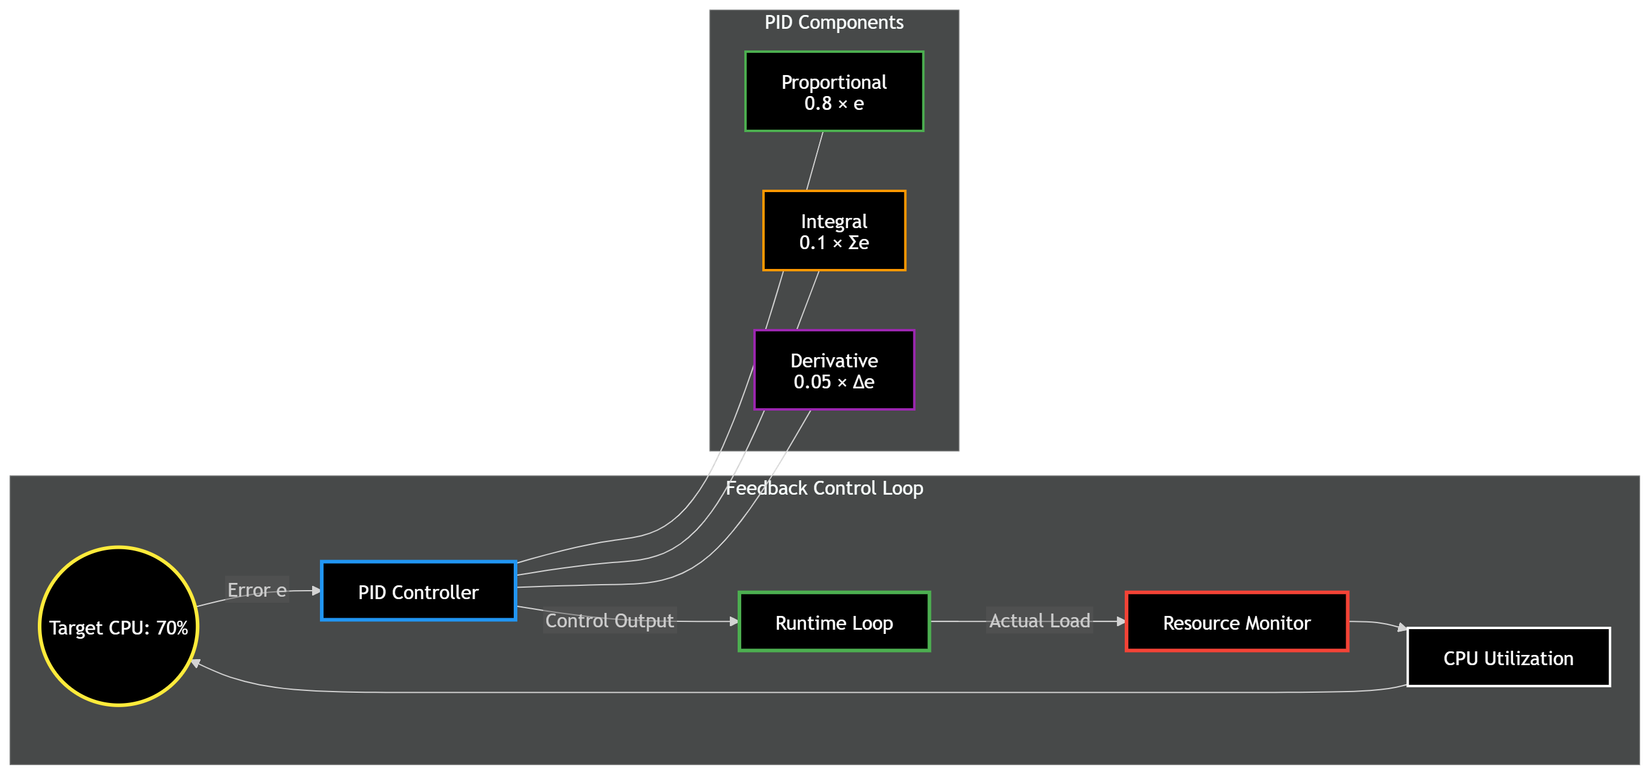 PID Components
Proportional
0.8 × e
Integral
0.1 × Σe
Derivative
0.05 × Δe
Feedback Control Loop
Target CPU: 70%
Error e
PID Controller
Control Output
Runtime Loop
Actual Load
Resource Monitor
CPU Utilization